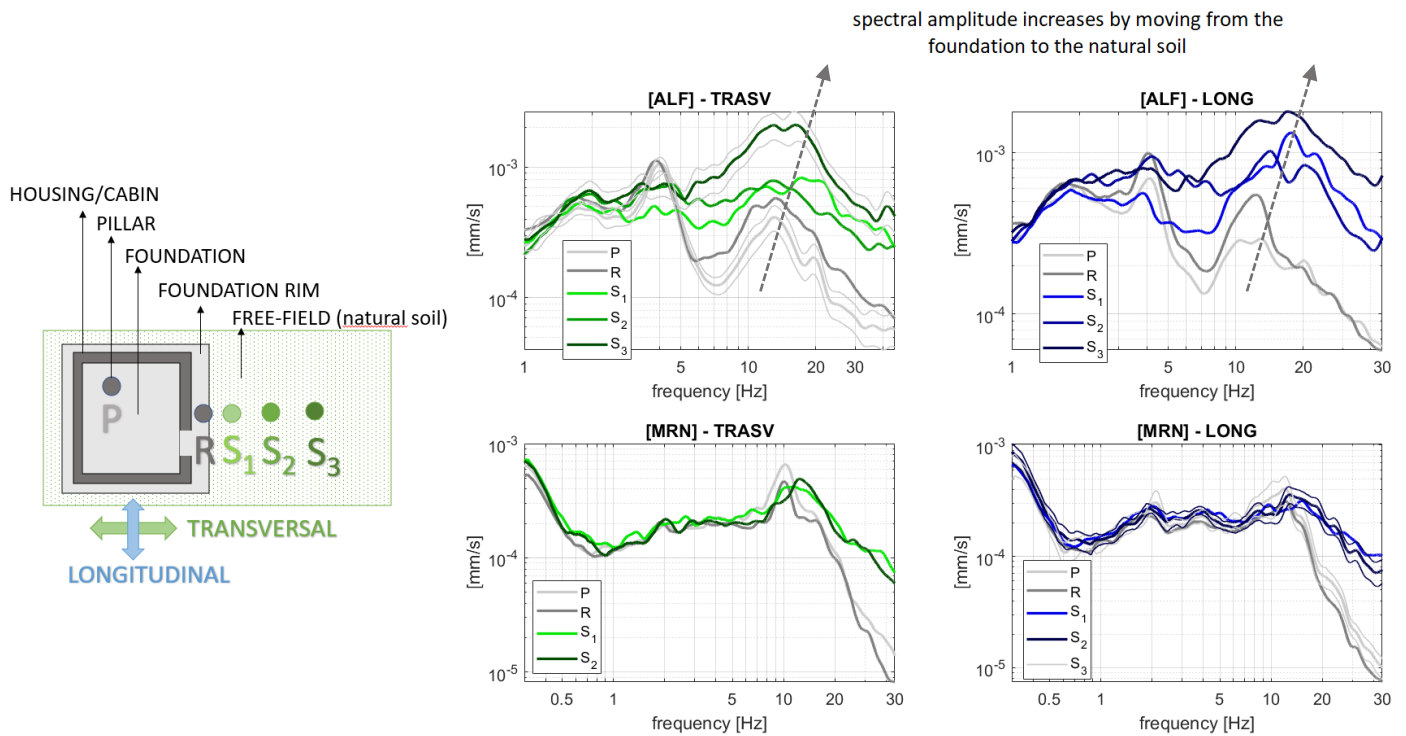 spectral amplitude increases by moving from the
foundation to the natural soil
HOUSING/CABIN
PILLAR
FOUNDATION
FOUNDATION RIM
FREE-FIELD (natural soil)
P
R S1 S2 S3
TRANSVERSAL
LONGITUDINAL
[ALF] - TRASV
10-3
10-4
[mm/s]
P
R
S1
S2
S3
1 5 10 20 30
frequency [Hz]
[ALF] - LONG
10-3
10-4
[mm/s]
P
R
S1
S2
S3
1 5 10 20 30
frequency [Hz]
[MRN] - TRASV
10-3
10-4
10-5
[mm/s]
P
R
S1
S2
0.5 1 5 10 20 30
frequency [Hz]
[MRN] - LONG
10-3
10-4
10-5
[mm/s]
P
R
S1
S2
S3
0.5 1 5 10 20 30
frequency [Hz]